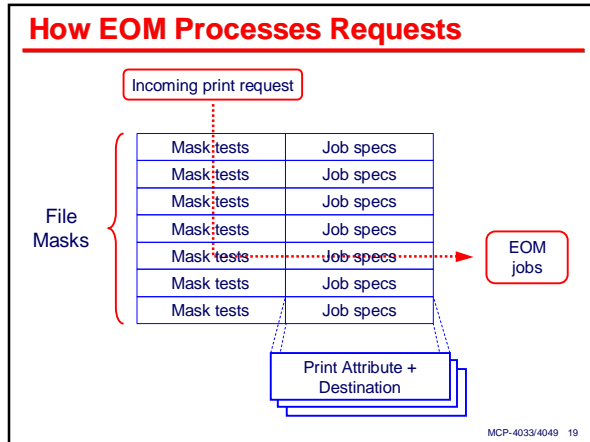 How EOM Processes Requests
Incoming print request
Mask tests Job specs
Mask tests Job specs
Mask tests Job specs
Mask tests Job specs
Mask tests Job specs
Mask tests Job specs
Mask tests Job specs
File
Masks
EOM
jobs
Print Attribute +
Destination
MCP-4033/4049 19